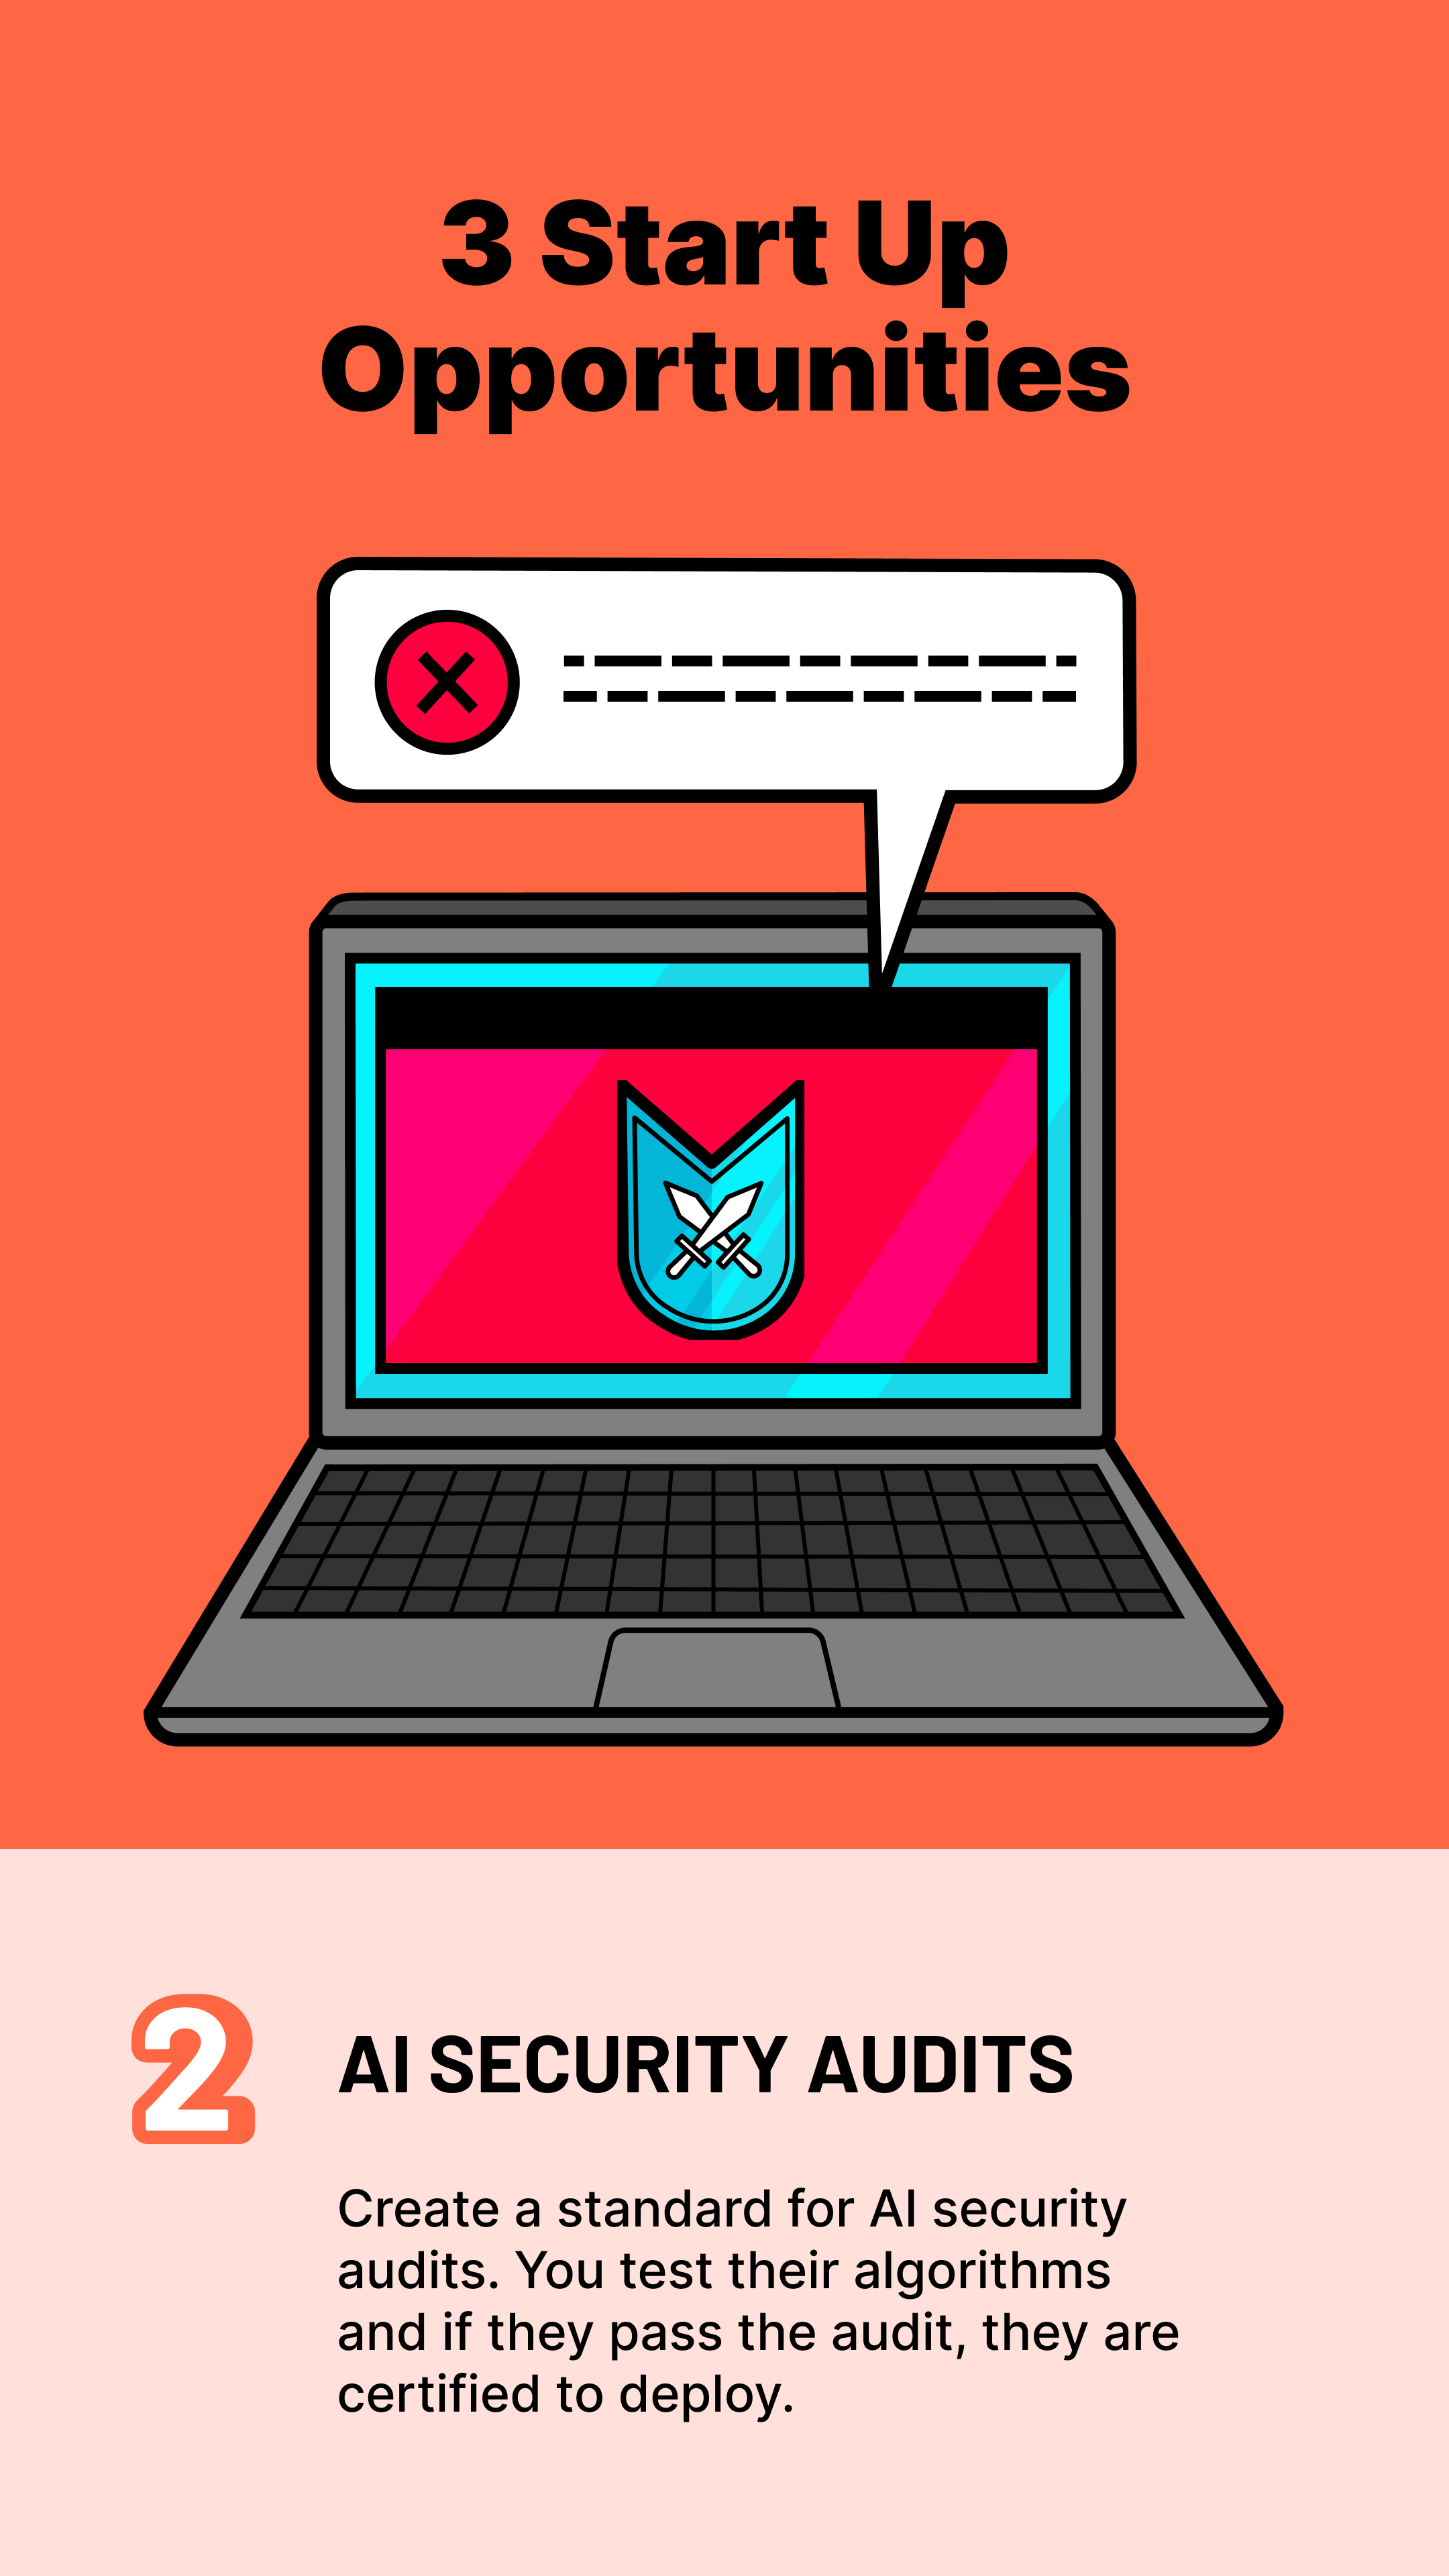 3 Start Up
Opportunities
2
AI SECURITY AUDITS
Create a standard for AI security
audits. You test their algorithms
and if they pass the audit, they are
certified to deploy.